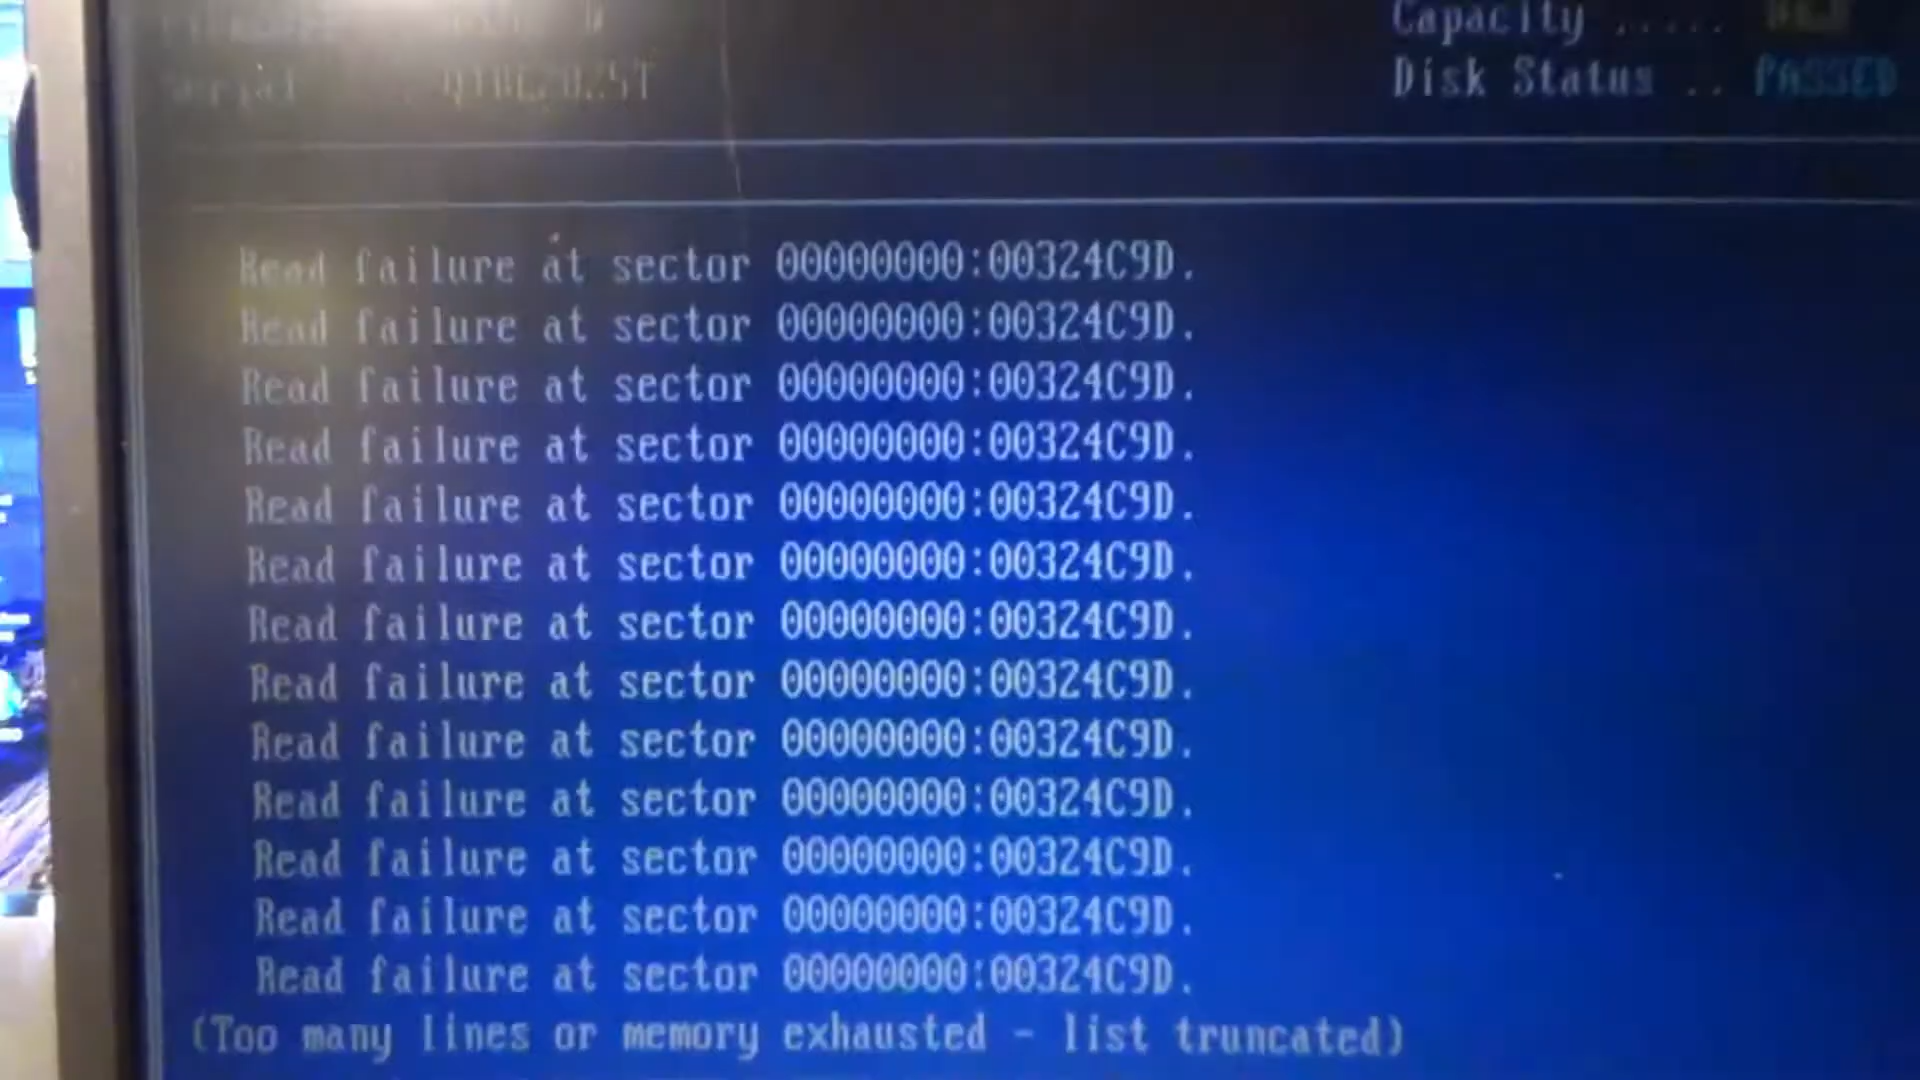 Capacity .....
Serial
Disk Status .. PASSED
Read failure at sector 00000000:00324C9D.
Read failure at sector 00000000:00324C9D.
Read failure at sector 00000000:00324C9D.
Read failure at sector 00000000:00324C9D.
Read failure at sector 00000000:00324C9D.
Read failure at sector 00000000:00324C9D.
Read failure at sector 00000000:00324C9D.
Read failure at sector 00000000:00324C9D.
Read failure at sector 00000000:00324C9D.
Read failure at sector 00000000:00324C9D.
Read failure at sector 00000000:00324C9D.
Read failure at sector 00000000:00324C9D.
Read failure at sector 00000000:00324C9D.
(Too many lines or memory exhausted - list truncated)